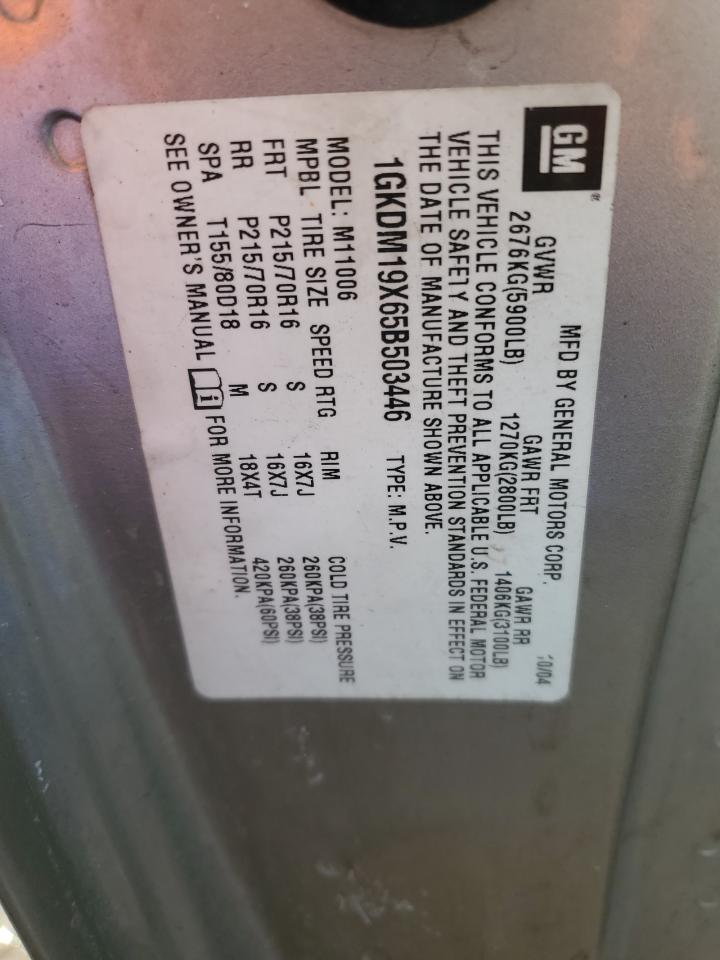 GM®
MFD BY GENERAL MOTORS CORP. 10/04
GVWR GAWR FRT GAWR RR
2676KG(5900LB) 1270KG(2800LB) 1406KG(3100LB)
THIS VEHICLE CONFORMS TO ALL APPLICABLE U.S. FEDERAL MOTOR
VEHICLE SAFETY AND THEFT PREVENTION STANDARDS IN EFFECT ON
THE DATE OF MANUFACTURE SHOWN ABOVE.
1GKDM19X65B503446 TYPE: M.P.V.
MODEL: M11006
MPBL TIRE SIZE SPEED RTG RIM COLD TIRE PRESSURE
FRT P215/70R16 S 16X7J 260KPA(38PSI)
RR P215/70R16 S 16X7J 260KPA(38PSI)
SPA T155/80D18 M 18X4T 420KPA(60PSI)
SEE OWNER'S MANUAL i FOR MORE INFORMATION.